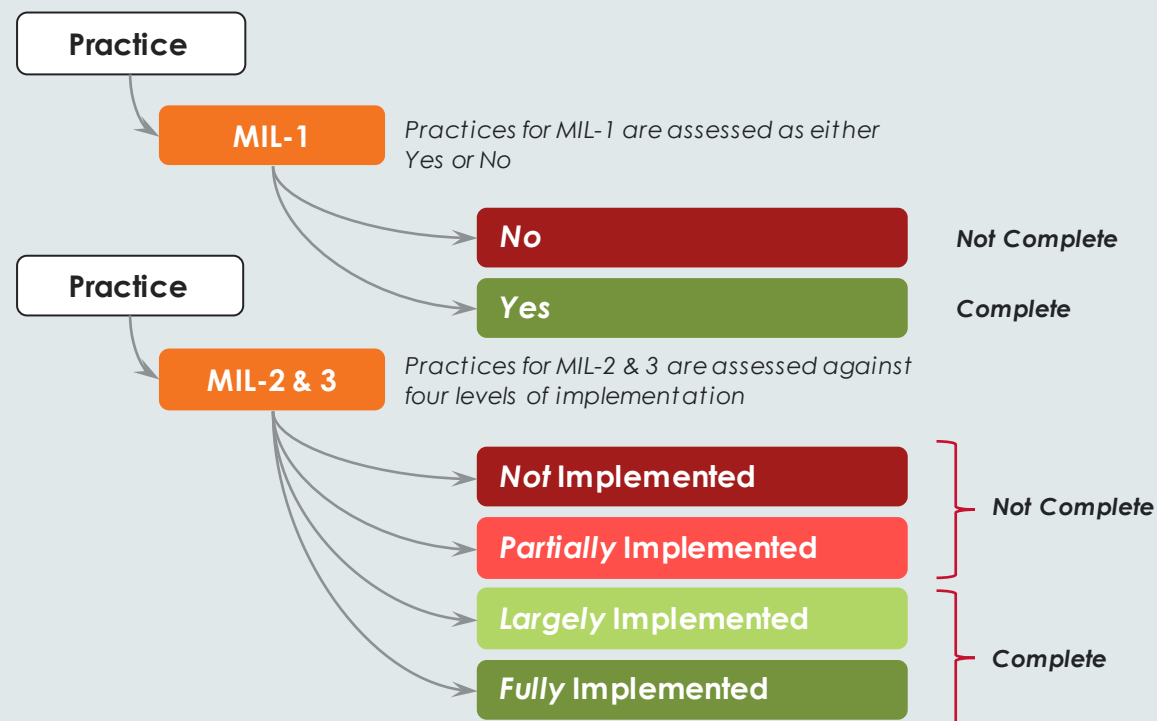 Practice
MIL-1
Practices for MIL-1 are assessed as either
Yes or No
No
Not Complete
Yes
Complete
Practice
MIL-2 & 3
Practices for MIL-2 & 3 are assessed against
four levels of implementation
Not Implemented
Partially Implemented
Not Complete
Largely Implemented
Fully Implemented
Complete